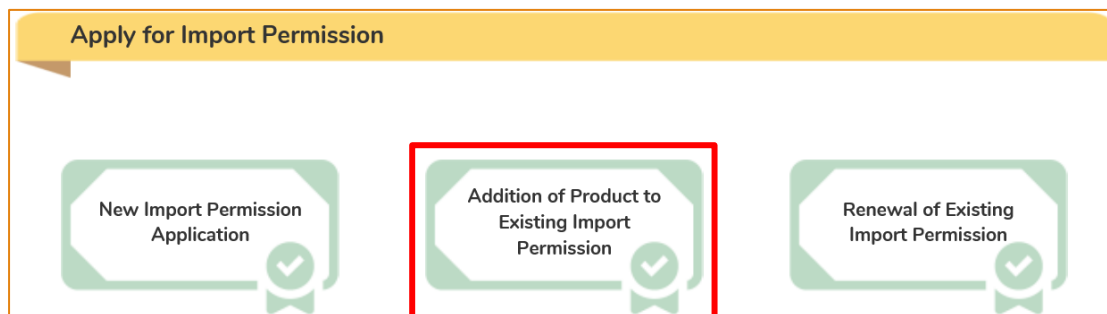 Apply for Import Permission
New Import Permission
Application
Addition of Product to
Existing Import
Permission
Renewal of Existing
Import Permission